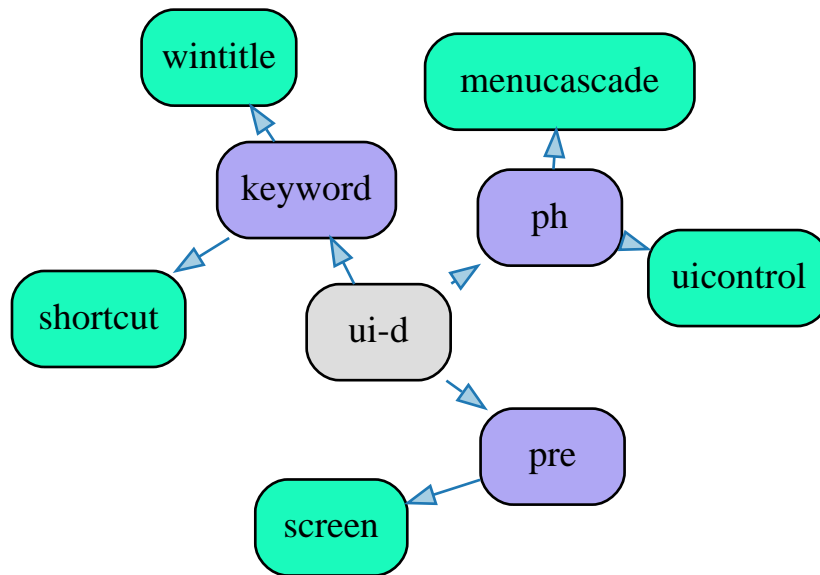 wintitle
menucascade
keyword
ph
uicontrol
shortcut
ui-d
pre
screen